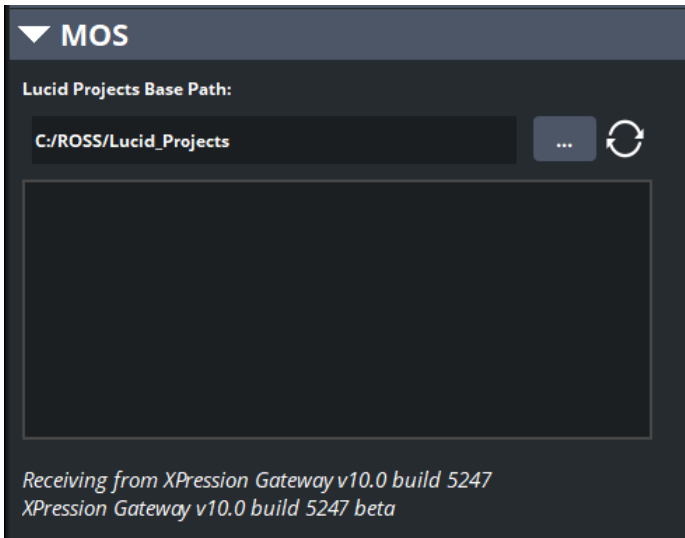 MOS
Lucid Projects Base Path:
C:/ROSS/Lucid_Projects
...
Receiving from XPression Gateway v10.0 build 5247
XPression Gateway v10.0 build 5247 beta